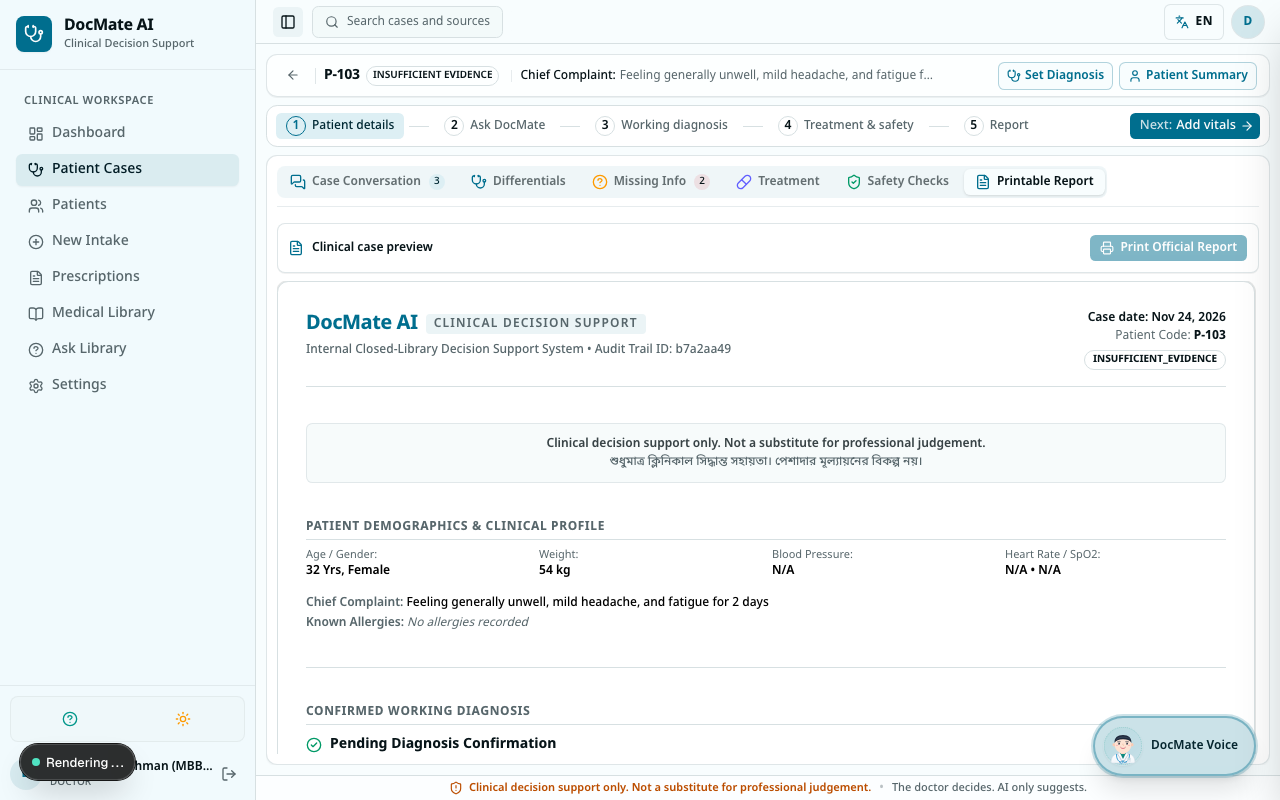 DocMate AI
Clinical Decision Support
Search cases and sources
EN
D
P-103
INSUFFICIENT EVIDENCE
Chief Complaint: Feeling generally unwell, mild headache, and fatigue f...
Set Diagnosis
Patient Summary
CLINICAL WORKSPACE
Dashboard
Patient Cases
Patients
New Intake
Prescriptions
Medical Library
Ask Library
Settings
1 Patient details
2 Ask DocMate
3 Working diagnosis
4 Treatment & safety
5 Report
Next: Add vitals
Case Conversation 3
Differentials
Missing Info 2
Treatment
Safety Checks
Printable Report
Clinical case preview
Print Official Report
DocMate AI CLINICAL DECISION SUPPORT
Internal Closed-Library Decision Support System • Audit Trail ID: b7a2aa49
Case date: Nov 24, 2026
Patient Code: P-103
INSUFFICIENT_EVIDENCE
Clinical decision support only. Not a substitute for professional judgement.
শুধুমাত্র ক্লিনিকাল সিদ্ধান্ত সহায়তা। পেশাদার মূল্যায়নের বিকল্প নয়।
PATIENT DEMOGRAPHICS & CLINICAL PROFILE
Age / Gender:
32 Yrs, Female
Weight:
54 kg
Blood Pressure:
N/A
Heart Rate / SpO2:
N/A • N/A
Chief Complaint: Feeling generally unwell, mild headache, and fatigue for 2 days
Known Allergies: No allergies recorded
CONFIRMED WORKING DIAGNOSIS
Pending Diagnosis Confirmation
DocMate Voice
Rendering ...
hman (MBB...
DOCTOR
Clinical decision support only. Not a substitute for professional judgement. • The doctor decides. AI only suggests.